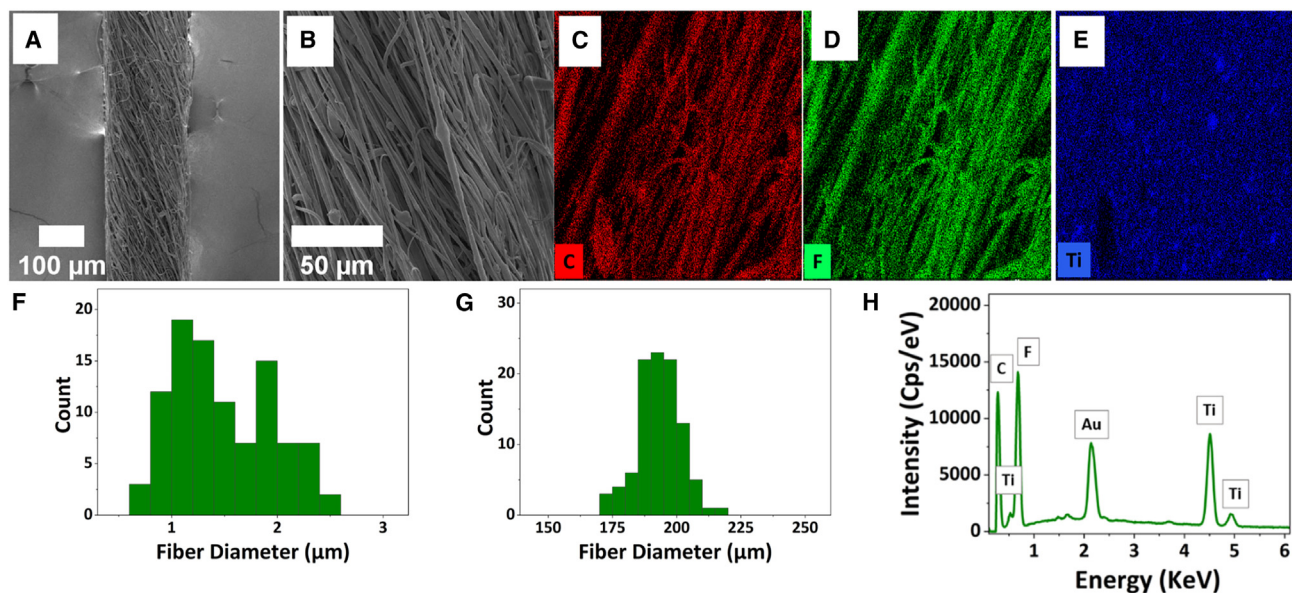 A
100 μm
B
50 μm
C
C
D
F
E
Ti
F
Count
20
15
10
5
0
1 2 3
Fiber Diameter (μm)
G
Count
30
20
10
0
150 175 200 225 250
Fiber Diameter (μm)
H
Intensity (Cps/eV)
20000
15000
10000
5000
0
C
F
Ti
Au
Ti
Ti
1 2 3 4 5 6
Energy (KeV)